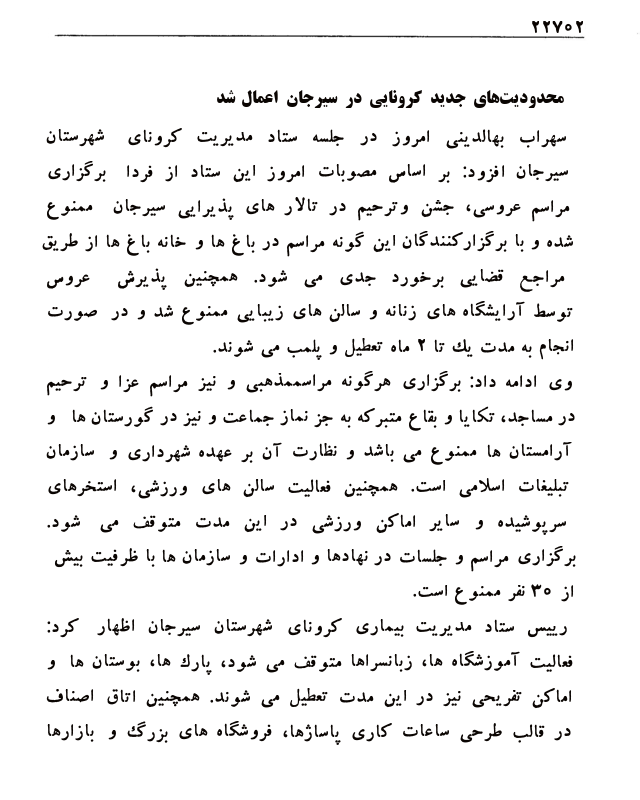 ۲۲۷۰۲
محدودیت‌های جدید کرونایی در سیرجان اعمال شد
سهراب بهالدینی امروز در جلسه ستاد مدیریت کرونای شهرستان
سیرجان افزود: بر اساس مصوبات امروز این ستاد از فردا برگزاری
مراسم عروسی، جشن وترحیم در تالار های پذیرایی سیرجان ممنوع
شده و با برگزارکنندگان این گونه مراسم در باغ ها و خانه باغ ها از طریق
مراجع قضایی برخورد جدی می شود. همچنین پذیرش عروس
توسط آرایشگاه های زنانه و سالن های زیبایی ممنوع شد و در صورت
انجام به مدت یك تا ۲ ماه تعطیل و پلمب می شوند.
وی ادامه داد: برگزاری هرگونه مراسممذهبی و نیز مراسم عزا و ترحیم
در مساجد، تکایا و بقاع متبرکه به جز نماز جماعت و نیز در گورستان ها و
آرامستان ها ممنوع می باشد و نظارت آن بر عهده شهرداری و سازمان
تبلیغات اسلامی است. همچنین فعالیت سالن های ورزشی، استخرهای
سرپوشیده و سایر اماکن ورزشی در این مدت متوقف می شود.
برگزاری مراسم و جلسات در نهادها و ادارات و سازمان ها با ظرفیت بیش
از ۳۰ نفر ممنوع است.
رییس ستاد مدیریت بیماری کرونای شهرستان سیرجان اظهار کرد:
فعالیت آموزشگاه ها، زبانسراها متوقف می شود، پارك ها، بوستان ها و
اماکن تفریحی نیز در این مدت تعطیل می شوند. همچنین اتاق اصناف
در قالب طرحی ساعات کاری پاساژها، فروشگاه های بزرگ و بازارها